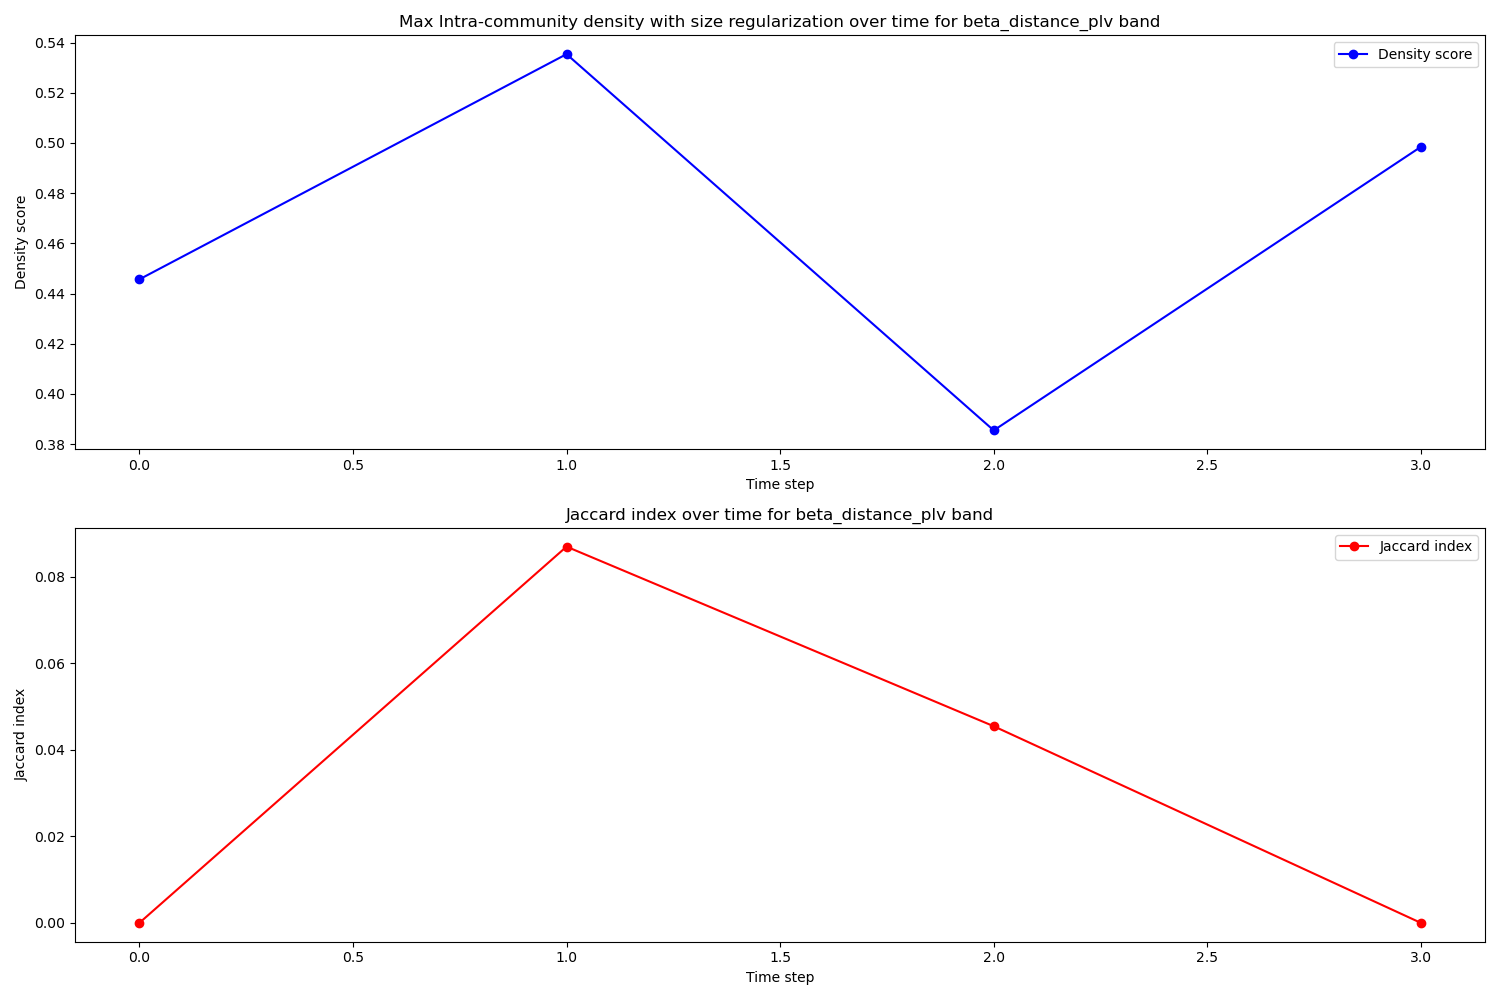 Max Intra-community density with size regularization over time for beta_distance_plv band
Density score
0.54
0.52
0.50
0.48
0.46
0.44
0.42
0.40
0.38
Density score
0.0 0.5 1.0 1.5 2.0 2.5 3.0
Time step
Jaccard index over time for beta_distance_plv band
Jaccard index
0.08
0.06
0.04
0.02
0.00
Jaccard index
0.0 0.5 1.0 1.5 2.0 2.5 3.0
Time step